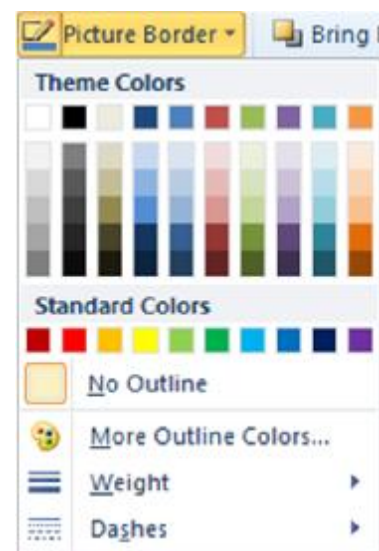 Picture Border Bring
Theme Colors
Standard Colors
No Outline
More Outline Colors...
Weight
Dashes